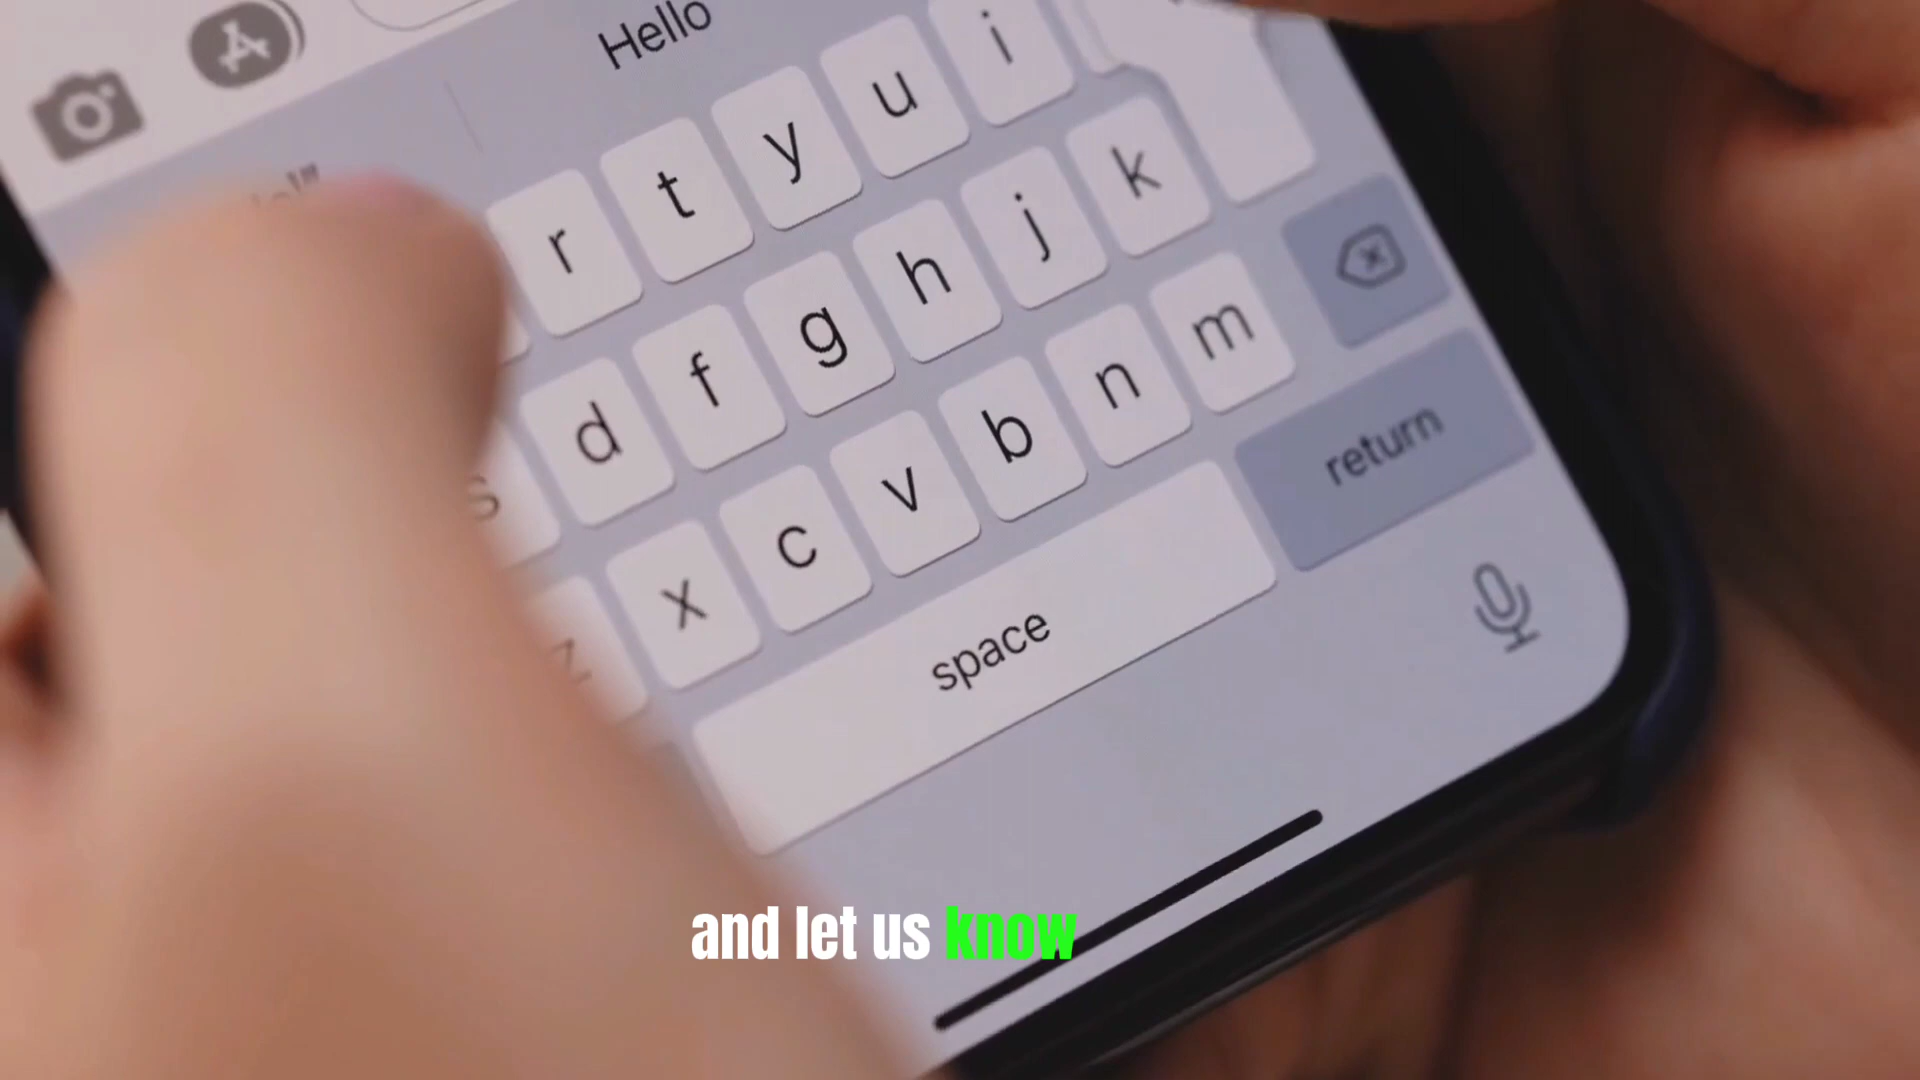 Hello
r t y u i
s d f g h j k
z x c v b n m
space return
and let us know